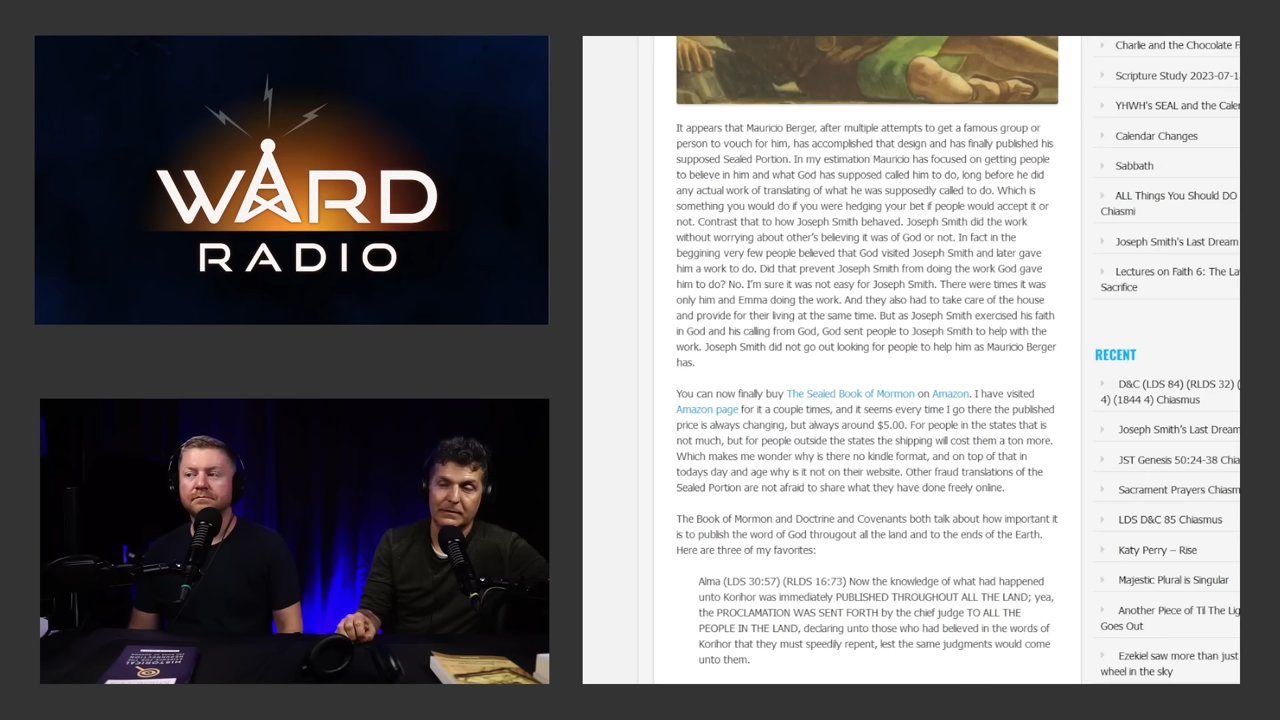 WARD
RADIO
It appears that Mauricio Berger, after multiple attempts to get a famous group or
person to vouch for him, has accomplished that design and has finally published his
supposed Sealed Portion. In my estimation Mauricio has focused on getting people
to believe in him and what God has supposed called him to do, long before he did
any actual work of translating of what he was supposedly called to do. Which is
something you would do if you were hedging your bet if people would accept it or
not. Contrast that to how Joseph Smith behaved. Joseph Smith did the work
without worrying about other's believing it was of God or not. In fact in the
beggining very few people believed that God visited Joseph Smith and later gave
him a work to do. Did that prevent Joseph Smith from doing the work God gave
him to do? No. I'm sure it was not easy for Joseph Smith. There were times it was
only him and Emma doing the work. And they also had to take care of the house
and provide for their living at the same time. But as Joseph Smith exercised his faith
in God and his calling from God, God sent people to Joseph Smith to help with the
work. Joseph Smith did not go out looking for people to help him as Mauricio Berger
has.
You can now finally buy The Sealed Book of Mormon on Amazon. I have visited
Amazon page for it a couple times, and it seems every time I go there the published
price is always changing, but always around $5.00. For people in the states that is
not much, but for people outside the states the shipping will cost them a ton more.
Which makes me wonder why is there no kindle format, and on top of that in
todays day and age why is it not on their website. Other fraud translations of the
Sealed Portion are not afraid to share what they have done freely online.
The Book of Mormon and Doctrine and Covenants both talk about how important it
is to publish the word of God througout all the land and to the ends of the Earth.
Here are three of my favorites:
Alma (LDS 30:57) (RLDS 16:73) Now the knowledge of what had happened
unto Korihor was immediately PUBLISHED THROUGHOUT ALL THE LAND; yea,
the PROCLAMATION WAS SENT FORTH by the chief judge TO ALL THE
PEOPLE IN THE LAND, declaring unto those who had believed in the words of
Korihor that they must speedily repent, lest the same judgments would come
unto them.
Charlie and the Chocolate F
Scripture Study 2023-07-1
YHWH's SEAL and the Caler
Calendar Changes
Sabbath
ALL Things You Should DO
Chiasmi
Joseph Smith's Last Dream
Lectures on Faith 6: The La
Sacrifice
RECENT
D&C (LDS 84) (RLDS 32) (
4) (1844 4) Chiasmus
Joseph Smith's Last Dream
JST Genesis 50:24-38 Chia
Sacrament Prayers Chiasm
LDS D&C 85 Chiasmus
Katy Perry – Rise
Majestic Plural is Singular
Another Piece of Til The Lig
Goes Out
Ezekiel saw more than just
wheel in the sky
HISTORICAL